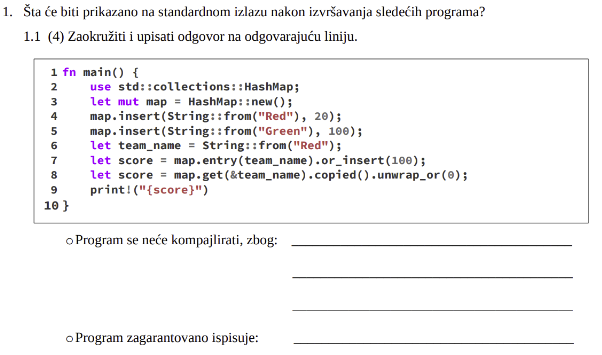 1. Šta će biti prikazano na standardnom izlazu nakon izvršavanja sledećih programa?
1.1 (4) Zaokružiti i upisati odgovor na odgovarajuću liniju.
1 fn main() {
2     use std::collections::HashMap;
3     let mut map = HashMap::new();
4     map.insert(String::from("Red"), 20);
5     map.insert(String::from("Green"), 100);
6     let team_name = String::from("Red");
7     let score = map.entry(team_name).or_insert(100);
8     let score = map.get(&team_name).copied().unwrap_or(0);
9     print!("{score}")
10 }
○ Program se neće kompajlirati, zbog:
○ Program zagarantovano ispisuje: